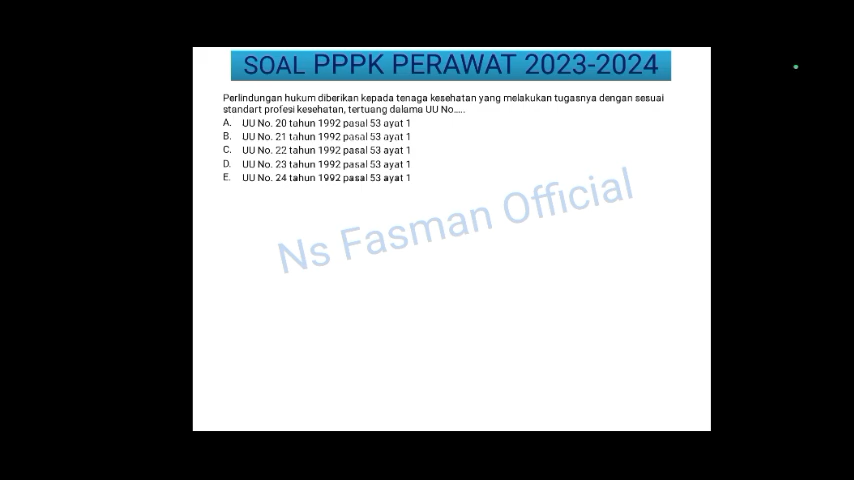 SOAL PPPK PERAWAT 2023-2024
Perlindungan hukum diberikan kepada tenaga kesehatan yang melakukan tugasnya dengan sesuai
standart profesi kesehatan, tertuang dalama UU No.....
A. UU No. 20 tahun 1992 pasal 53 ayat 1
B. UU No. 21 tahun 1992 pasal 53 ayat 1
C. UU No. 22 tahun 1992 pasal 53 ayat 1
D. UU No. 23 tahun 1992 pasal 53 ayat 1
E. UU No. 24 tahun 1992 pasal 53 ayat 1
Ns Fasman Official